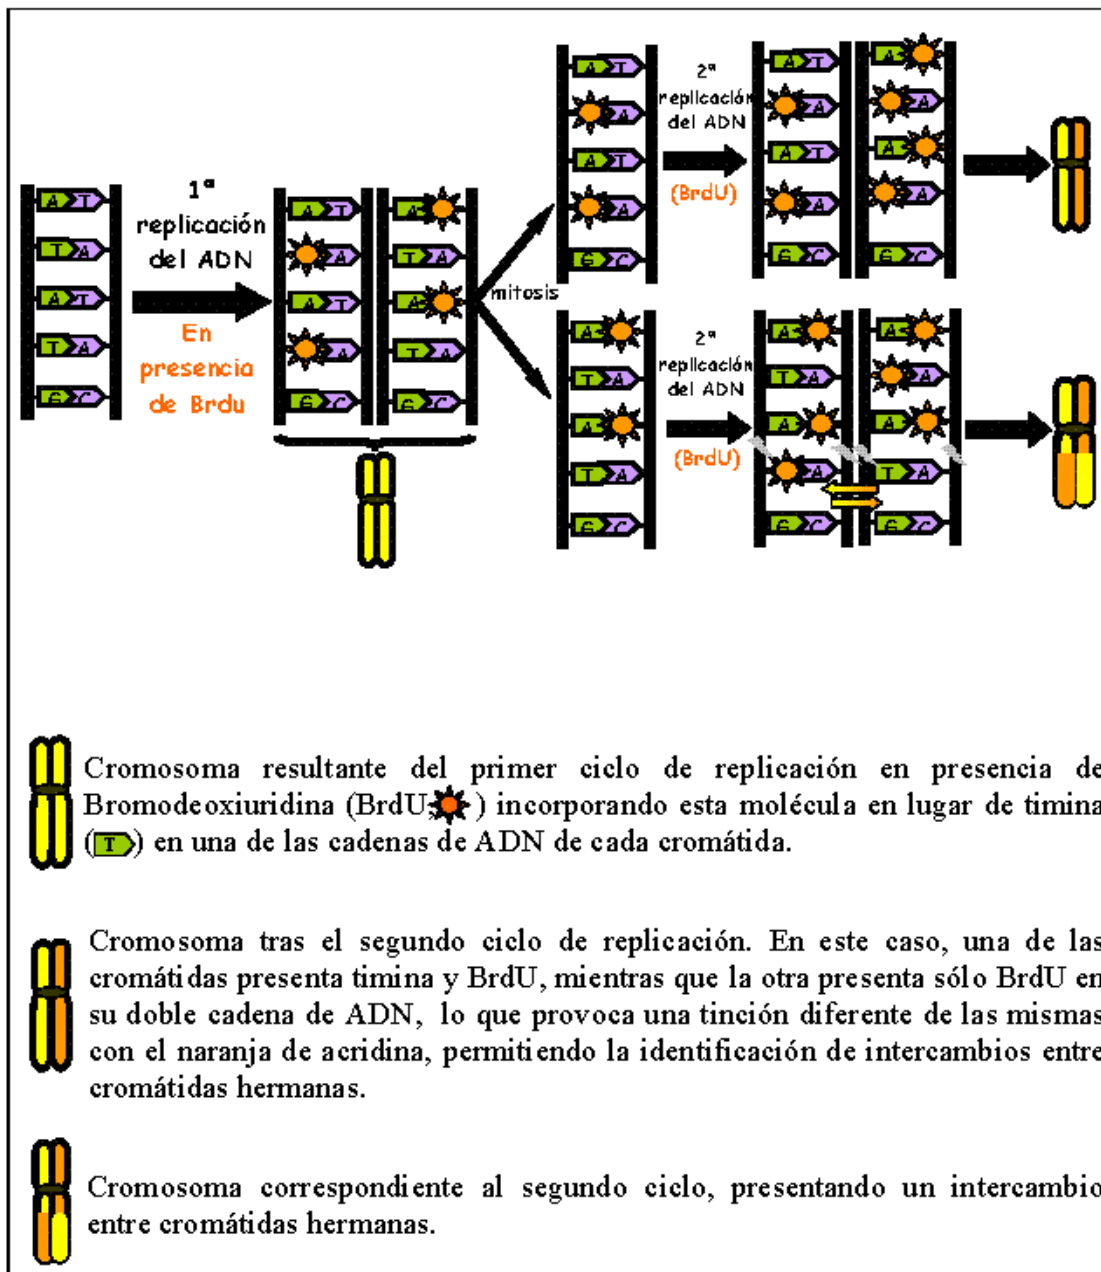 1ª
replicación
del ADN
En
presencia
de Brdu
A T
T A
A T
T A
G C
A T
A
A T
A
G C
A
T A
A
T A
G C
mitosis
A T
A
A T
A
G C
2ª
replicación
del ADN
(BrdU)
A T
A
A T
A
G C
A
A
A
A
G C
A
T A
A
T A
G C
2ª
replicación
del ADN
(BrdU)
A
T A
A
A
G C
A
A
A
T A
G C
Cromosoma resultante del primer ciclo de replicación en presencia de
Bromodeoxiuridina (BrdU ) incorporando esta molécula en lugar de timina
( T ) en una de las cadenas de ADN de cada cromátida.
Cromosoma tras el segundo ciclo de replicación. En este caso, una de las
cromátidas presenta timina y BrdU, mientras que la otra presenta sólo BrdU en
su doble cadena de ADN, lo que provoca una tinción diferente de las mismas
con el naranja de acridina, permitiendo la identificación de intercambios entre
cromátidas hermanas.
Cromosoma correspondiente al segundo ciclo, presentando un intercambio
entre cromátidas hermanas.